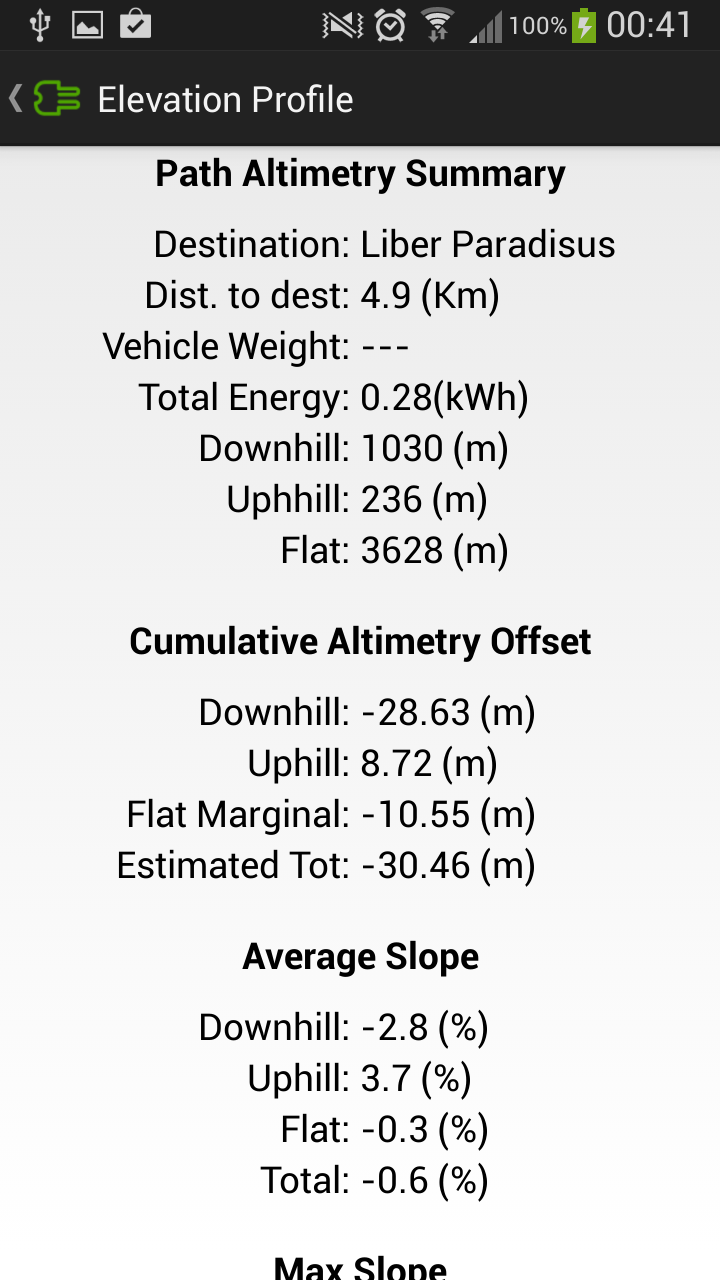 100% 00:41
Elevation Profile
Path Altimetry Summary
Destination: Liber Paradisus
Dist. to dest: 4.9 (Km)
Vehicle Weight: ---
Total Energy: 0.28(kWh)
Downhill: 1030 (m)
Uphhill: 236 (m)
Flat: 3628 (m)
Cumulative Altimetry Offset
Downhill: -28.63 (m)
Uphill: 8.72 (m)
Flat Marginal: -10.55 (m)
Estimated Tot: -30.46 (m)
Average Slope
Downhill: -2.8 (%)
Uphill: 3.7 (%)
Flat: -0.3 (%)
Total: -0.6 (%)
Max Slope